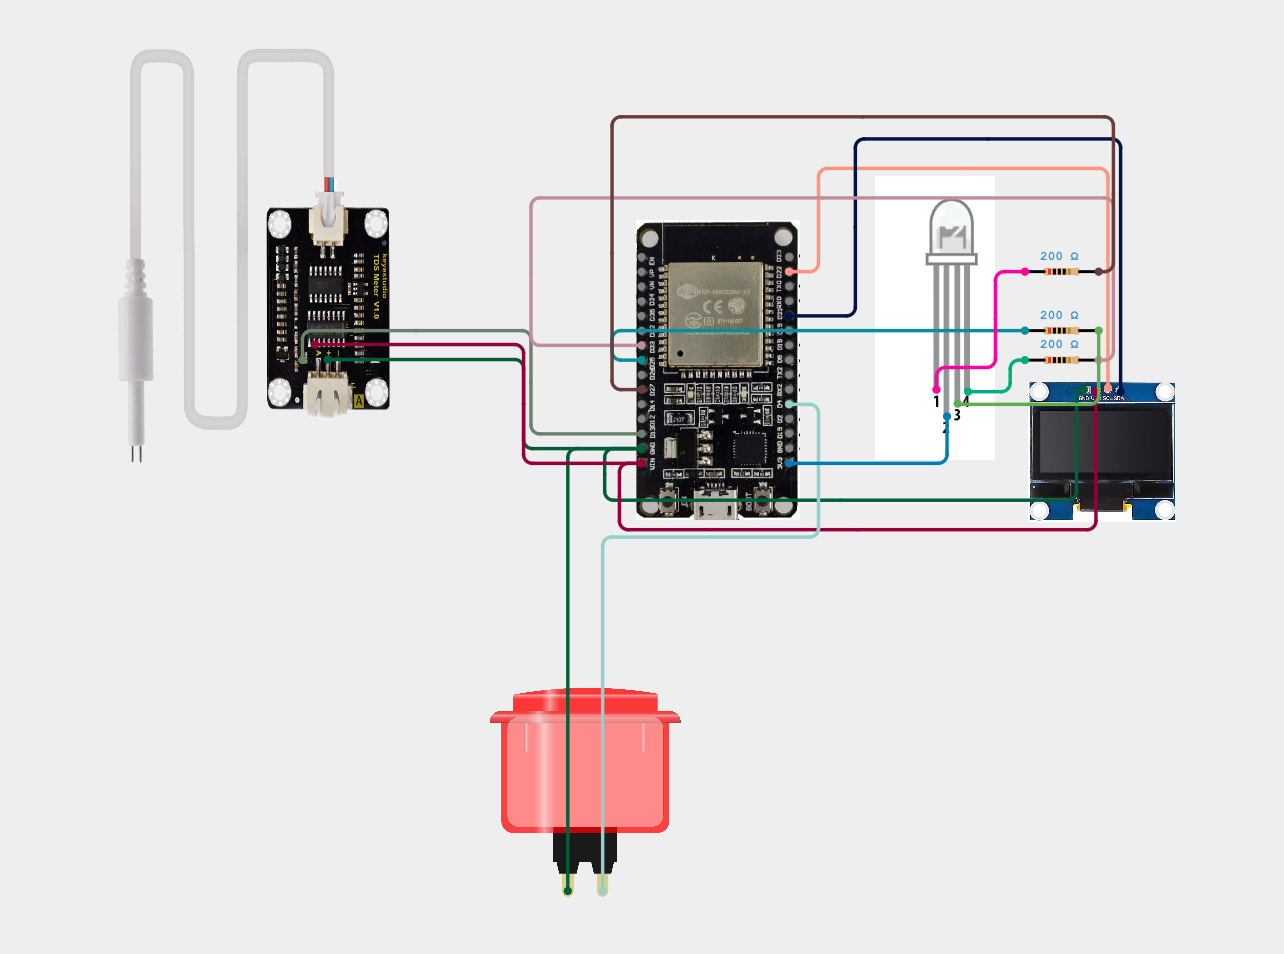 keyestudio
TDS Meter V1.0
A
+
-
A
K
EN
VP
VN
D34
D35
D32
D33
D25
D26
D27
D14
D12
D13
GND
VIN
D23
D22
TX0
RX0
D21
D19
D18
D5
TX2
RX2
D4
D2
D15
GND
3V3
ESP-WROOM-32
CE
BOOT
200 Ω
200 Ω
200 Ω
1
2
3
4
GND
SCL
SDA